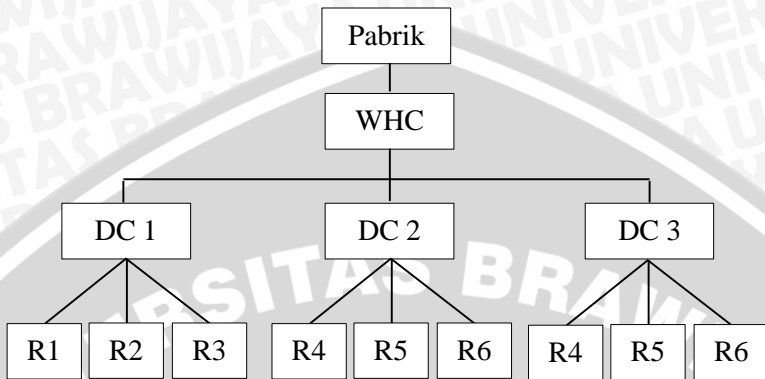 Pabrik
WHC
DC 1 DC 2 DC 3
R1 R2 R3 R4 R5 R6 R4 R5 R6